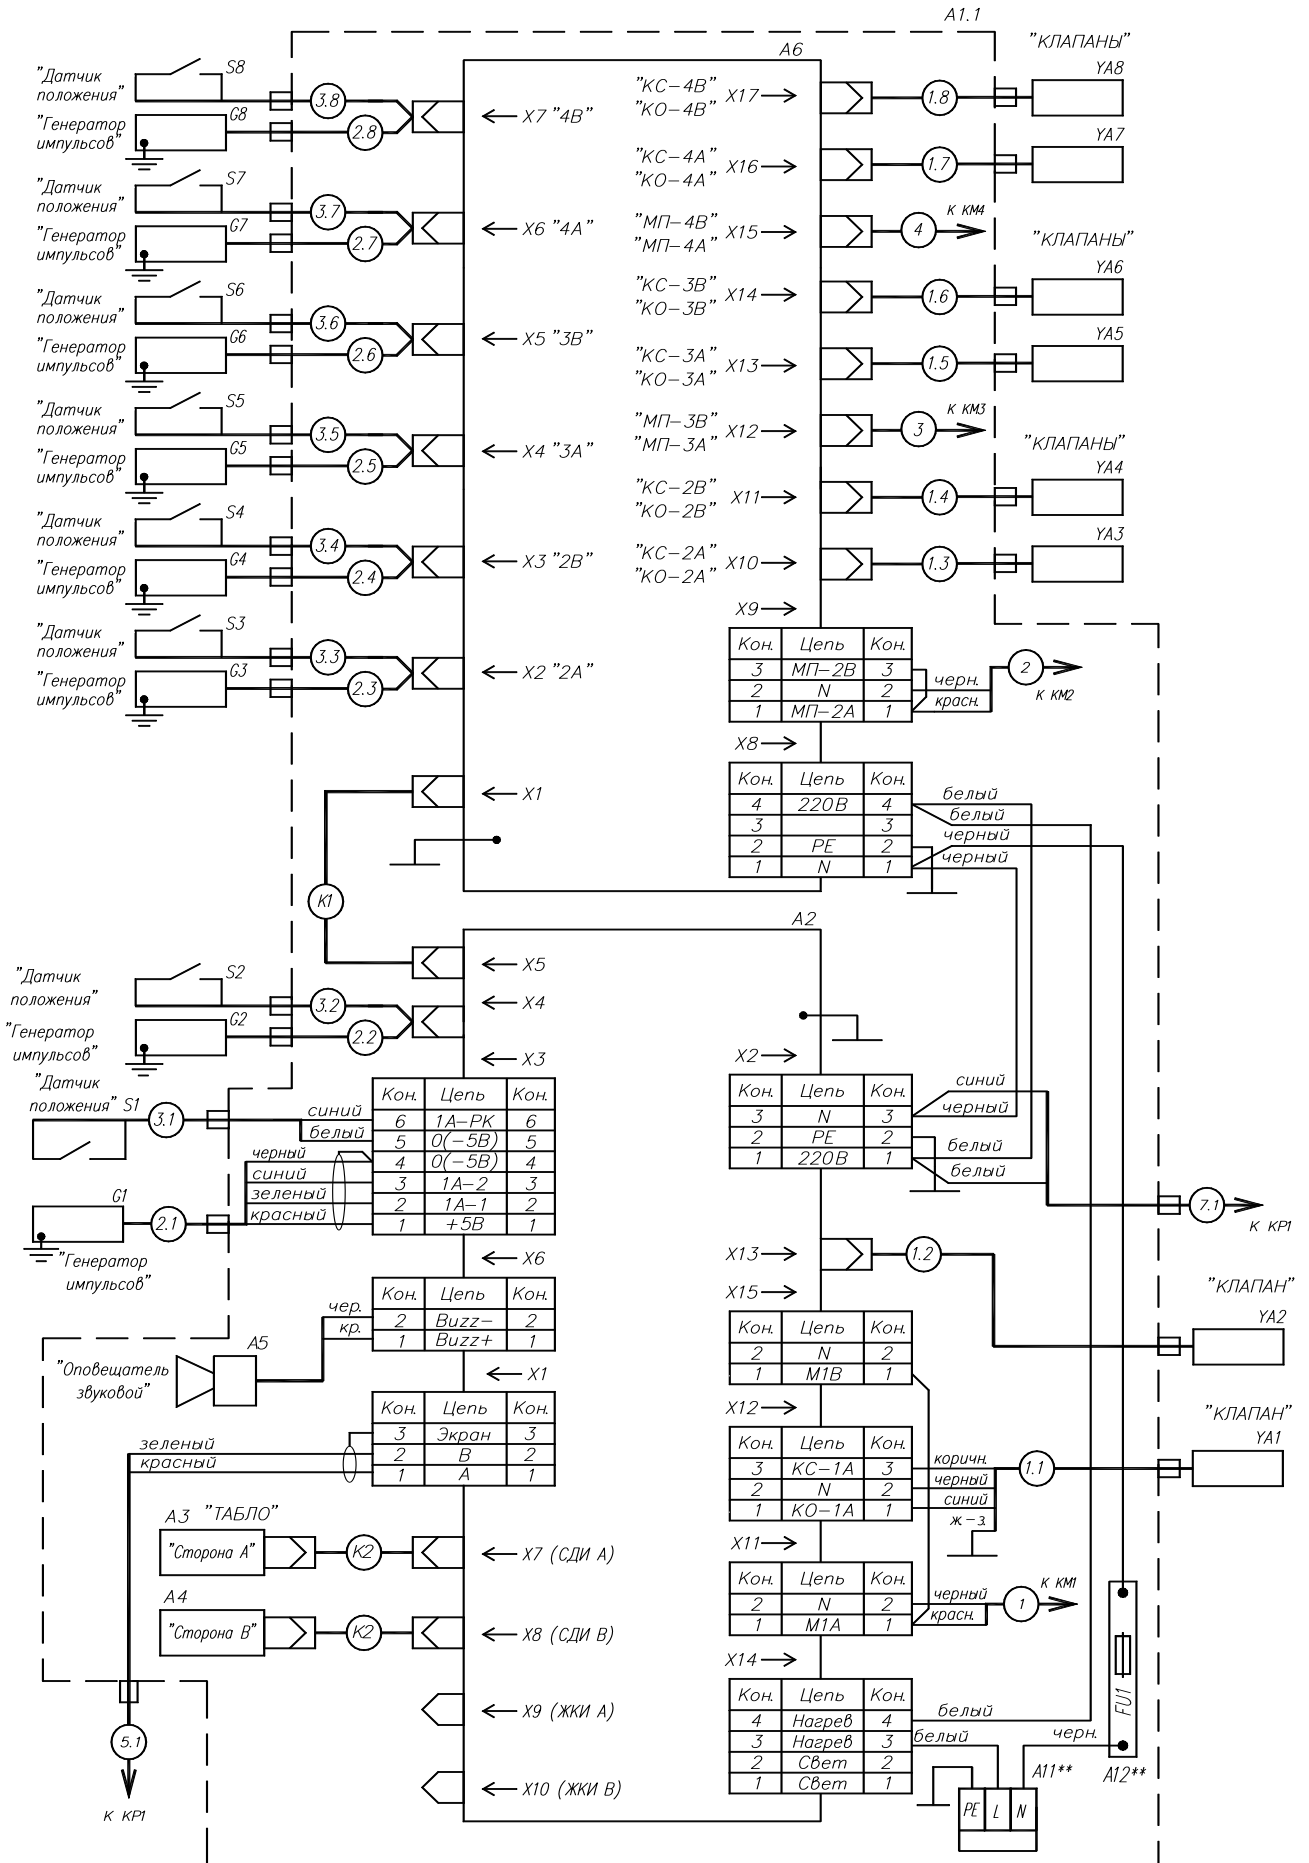 А1.1
А6
"Датчик
положения"
S8
3.8
"Генератор
импульсов"
G8
2.8
X7 "4В"
"Датчик
положения"
S7
3.7
"Генератор
импульсов"
G7
2.7
X6 "4А"
"Датчик
положения"
S6
3.6
"Генератор
импульсов"
G6
2.6
X5 "3В"
"Датчик
положения"
S5
3.5
"Генератор
импульсов"
G5
2.5
X4 "3А"
"Датчик
положения"
S4
3.4
"Генератор
импульсов"
G4
2.4
X3 "2В"
"Датчик
положения"
S3
3.3
"Генератор
импульсов"
G3
2.3
X2 "2А"
X1
К1
"КЛАПАНЫ"
"КС-4В"
"КО-4В"
X17
1.8
YA8
"КС-4А"
"КО-4А"
X16
1.7
YA7
"МП-4В"
"МП-4А"
X15
4
К КМ4
"КЛАПАНЫ"
"КС-3В"
"КО-3В"
X14
1.6
YA6
"КС-3А"
"КО-3А"
X13
1.5
YA5
"МП-3В"
"МП-3А"
X12
3
К КМ3
"КЛАПАНЫ"
"КС-2В"
"КО-2В"
X11
1.4
YA4
"КС-2А"
"КО-2А"
X10
1.3
YA3
X9
Кон. Цепь Кон.
3 МП-2В 3
2 N 2
1 МП-2А 1
черн.
красн.
2
К КМ2
X8
Кон. Цепь Кон.
4 220В 4
3 3
2 PE 2
1 N 1
белый
белый
черный
черный
А2
X5
X4
"Датчик
положения"
S2
3.2
"Генератор
импульсов"
G2
2.2
X3
Кон. Цепь Кон.
6 1А-РК 6
5 0(-5В) 5
4 0(-5В) 4
3 1А-2 3
2 1А-1 2
1 +5В 1
"Датчик
положения" S1
3.1
синий
белый
черный
синий
зеленый
красный
G1
2.1
"Генератор
импульсов"
X6
Кон. Цепь Кон.
2 Buzz- 2
1 Buzz+ 1
чер.
кр.
А5
"Оповещатель
звуковой"
X1
Кон. Цепь Кон.
3 Экран 3
2 В 2
1 А 1
зеленый
красный
А3 "ТАБЛО"
"Сторона А"
К2
X7 (СДИ А)
А4
"Сторона В"
К2
X8 (СДИ В)
X9 (ЖКИ А)
X10 (ЖКИ В)
5.1
К КР1
X2
Кон. Цепь Кон.
3 N 3
2 PE 2
1 220В 1
синий
черный
белый
белый
7.1
К КР1
X13
1.2
"КЛАПАН"
YA2
X15
Кон. Цепь Кон.
2 N 2
1 М1В 1
X12
Кон. Цепь Кон.
3 КС-1А 3
2 N 2
1 КО-1А 1
коричн.
черный
синий
ж.-з.
1.1
"КЛАПАН"
YA1
X11
Кон. Цепь Кон.
2 N 2
1 М1А 1
черный
красн.
1
К КМ1
X14
Кон. Цепь Кон.
4 Нагрев 4
3 Нагрев 3
2 Свет 2
1 Свет 1
белый
белый
черн.
FU1
А11**
А12**
PE L N